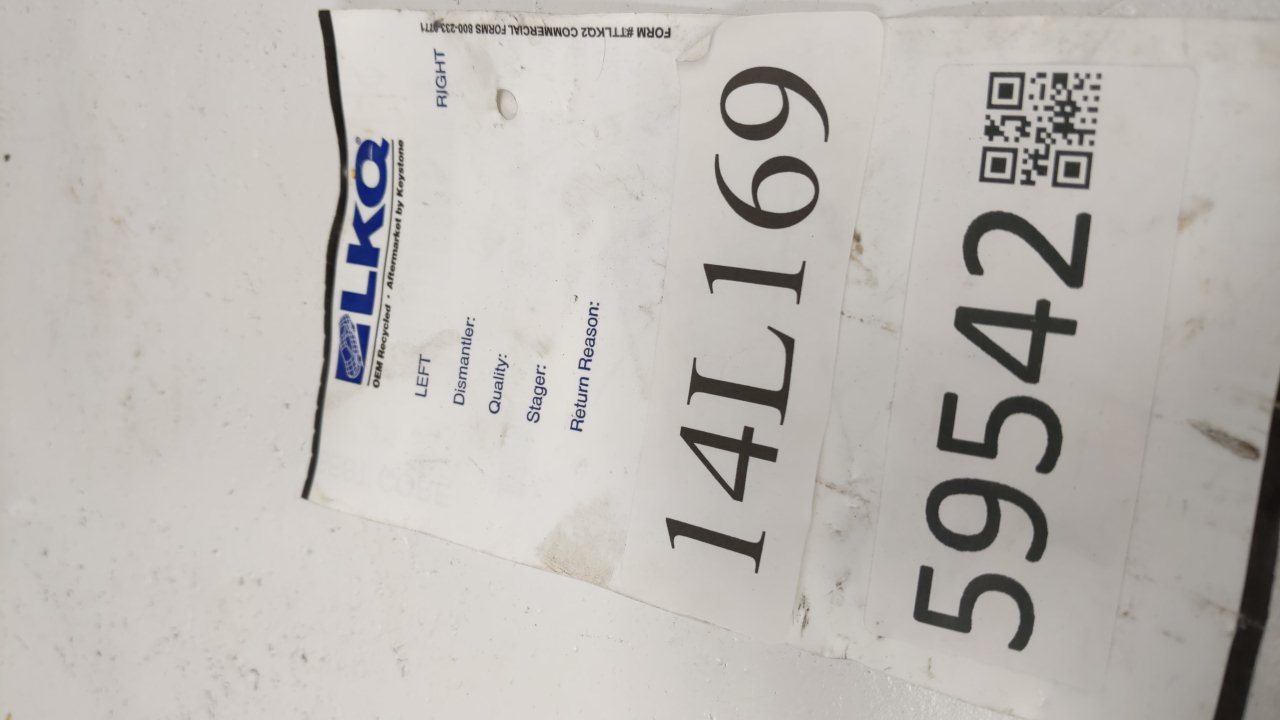 LKQ
OEM Recycled • Aftermarket by Keystone
LEFT RIGHT
Dismantler:
Quality:
Stager:
Return Reason:
14L169
59542
FORM #TTLKQ2 COMMERCIAL FORMS 800-233-8771